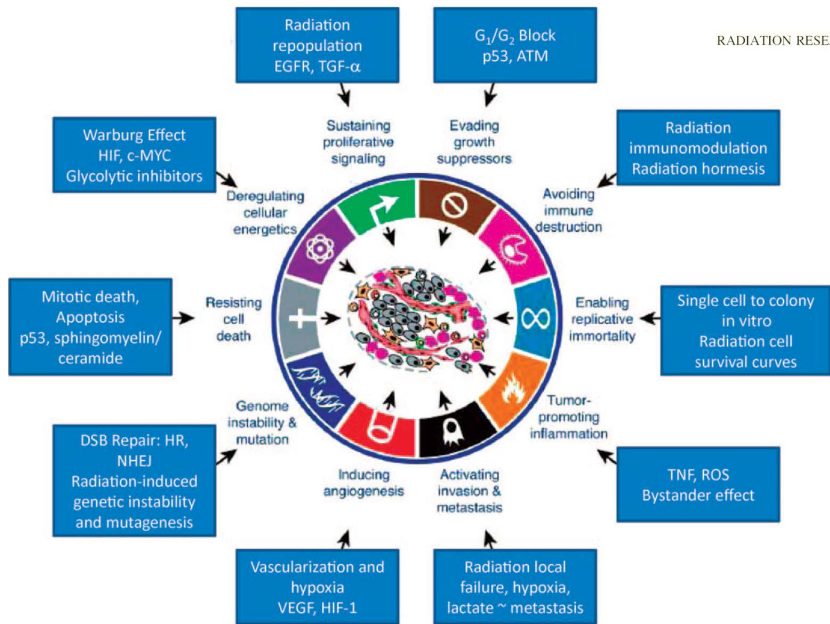 RADIATION RESE
Radiation
repopulation
EGFR, TGF-α
G₁/G₂ Block
p53, ATM
Sustaining
proliferative
signaling
Evading
growth
suppressors
Warburg Effect
HIF, c-MYC
Glycolytic inhibitors
Radiation
immunomodulation
Radiation hormesis
Deregulating
cellular
energetics
Avoiding
immune
destruction
Mitotic death,
Apoptosis
p53, sphingomyelin/
ceramide
Resisting
cell
death
Enabling
replicative
immortality
Single cell to colony
in vitro
Radiation cell
survival curves
Genome
instability &
mutation
Tumor-
promoting
inflammation
DSB Repair: HR,
NHEJ
Radiation-induced
genetic instability
and mutagenesis
Inducing
angiogenesis
Activating
invasion &
metastasis
TNF, ROS
Bystander effect
Vascularization and
hypoxia
VEGF, HIF-1
Radiation local
failure, hypoxia,
lactate ~ metastasis